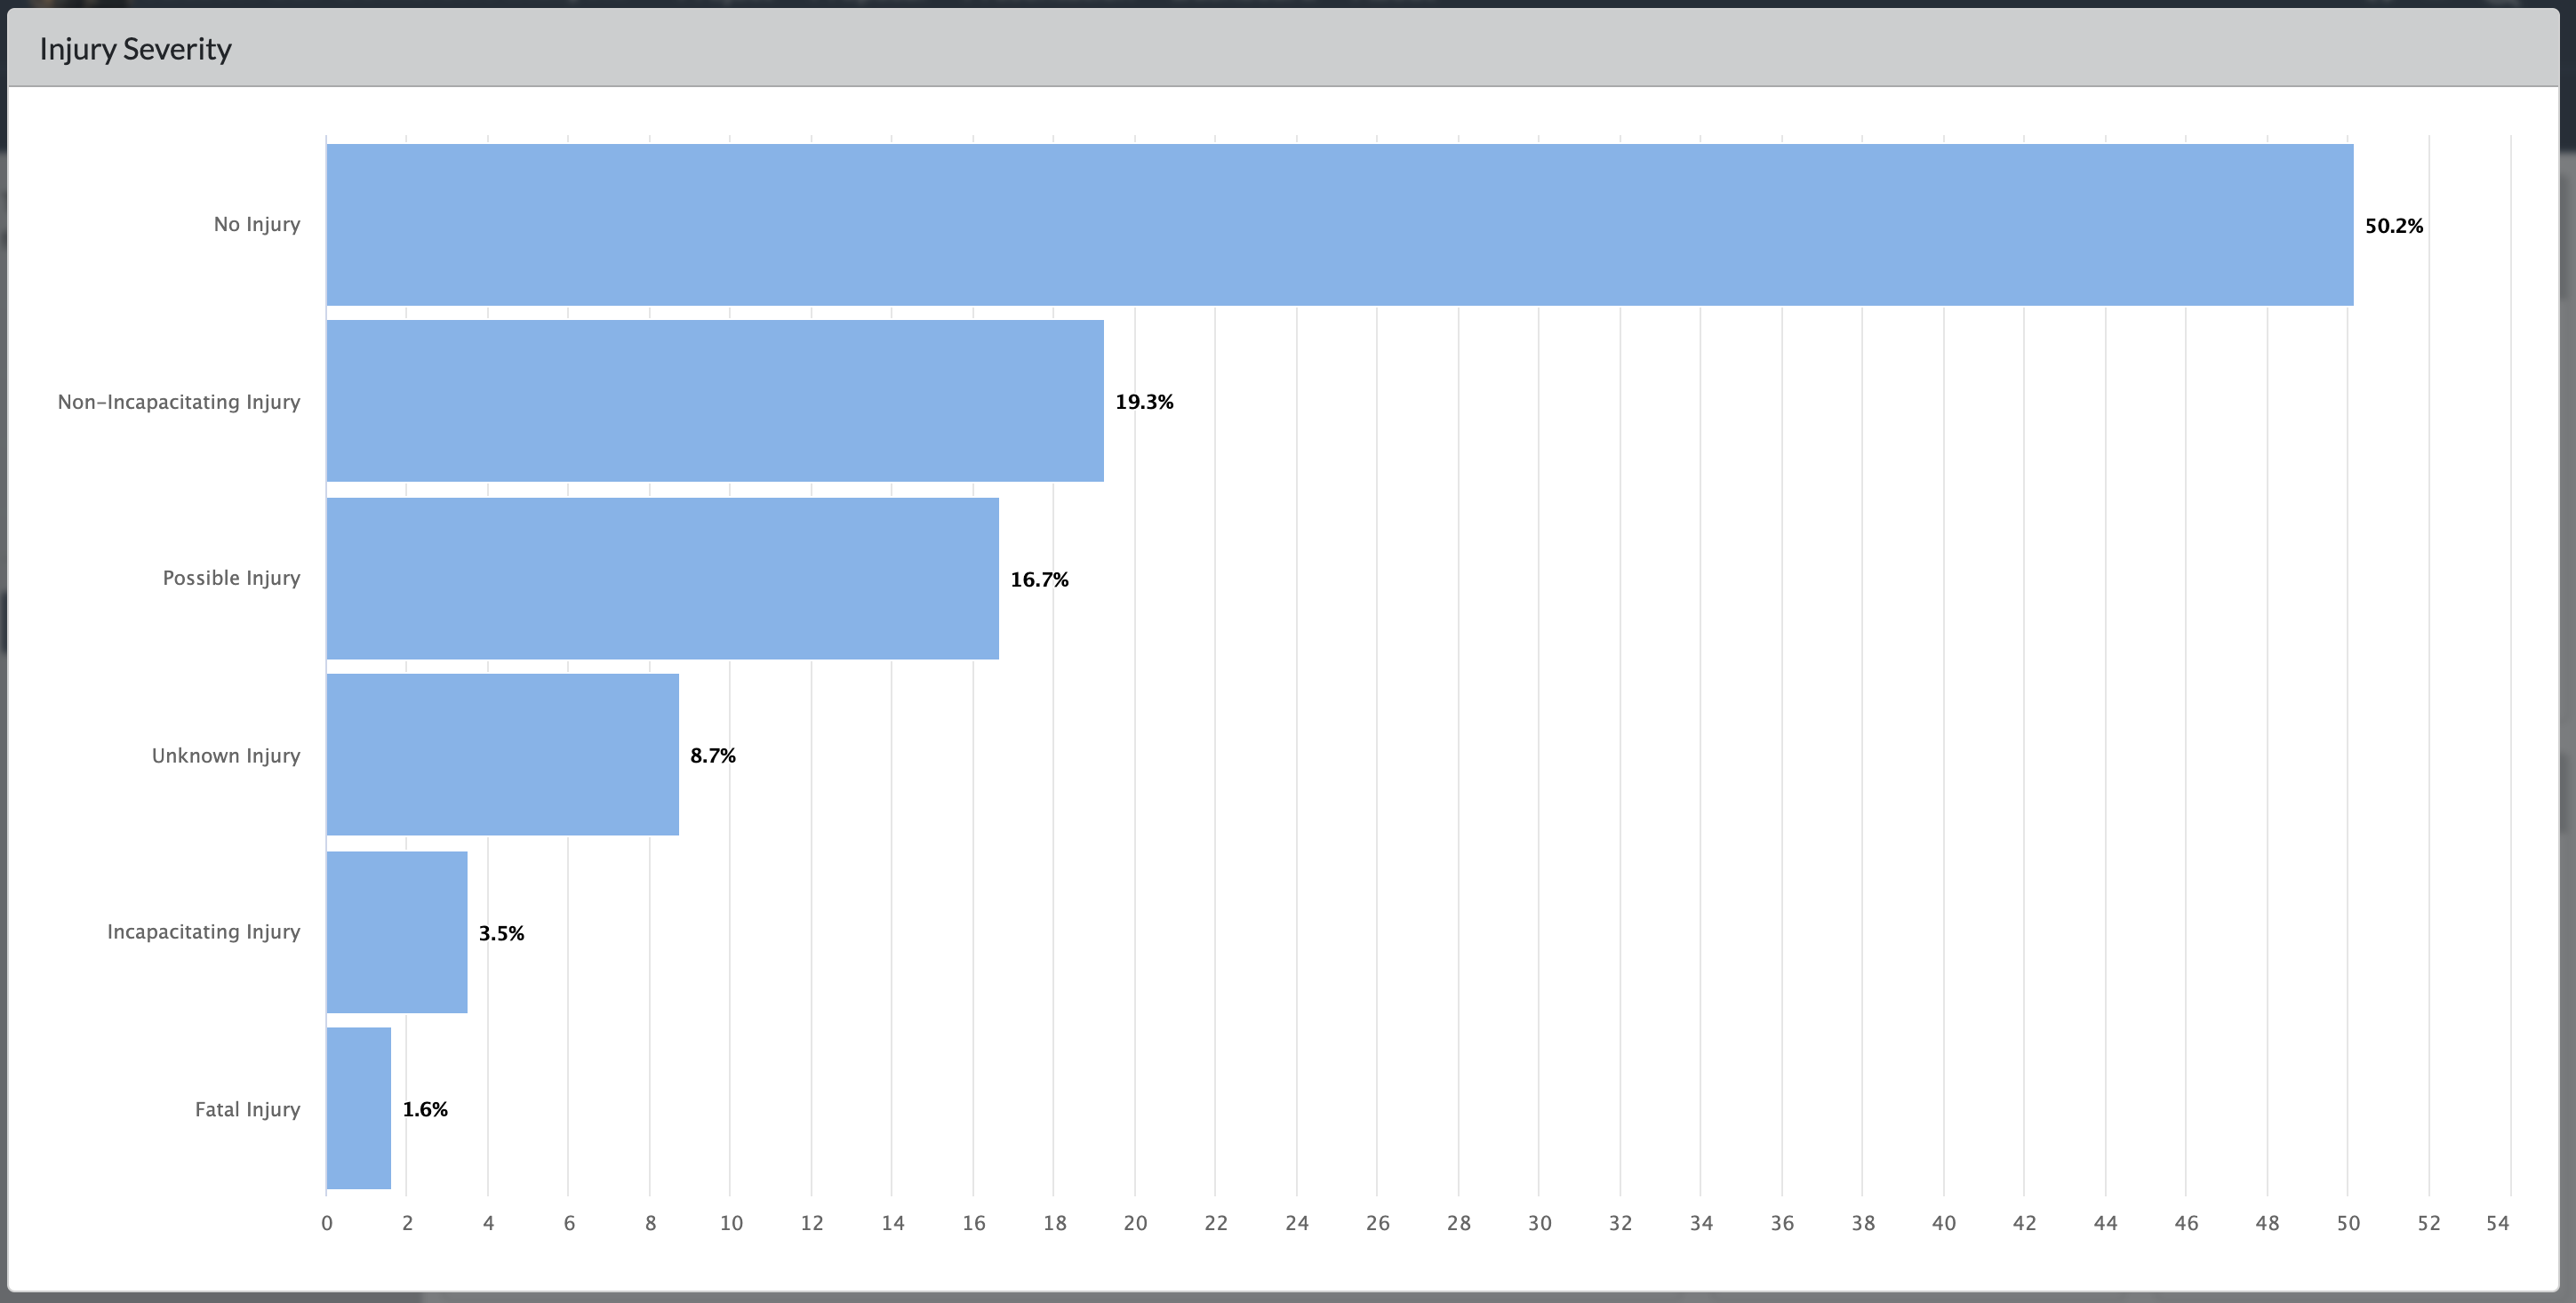 Injury Severity
No Injury
50.2%
Non-Incapacitating Injury
19.3%
Possible Injury
16.7%
Unknown Injury
8.7%
Incapacitating Injury
3.5%
Fatal Injury
1.6%
0 2 4 6 8 10 12 14 16 18 20 22 24 26 28 30 32 34 36 38 40 42 44 46 48 50 52 54